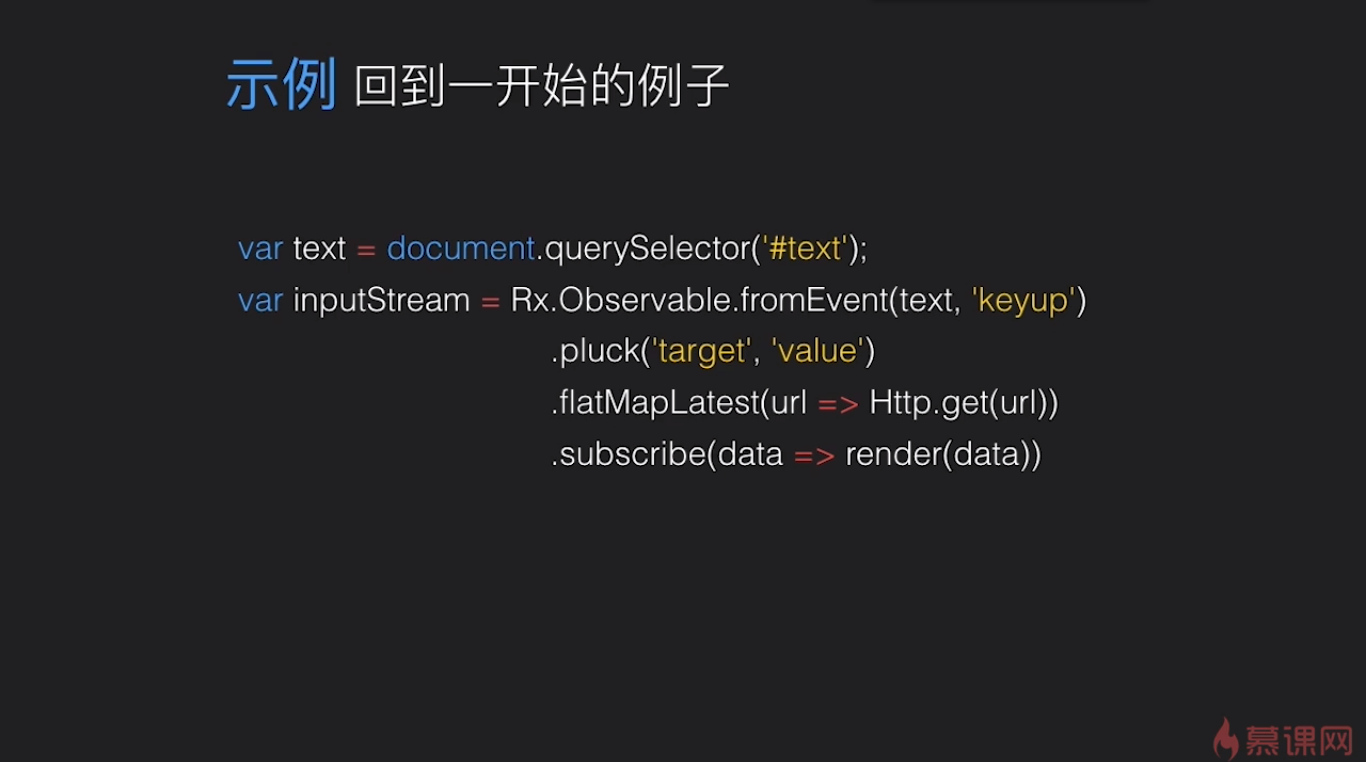 示例 回到一开始的例子
var text = document.querySelector('#text');
var inputStream = Rx.Observable.fromEvent(text, 'keyup')
.pluck('target', 'value')
.flatMapLatest(url => Http.get(url))
.subscribe(data => render(data))
慕课网